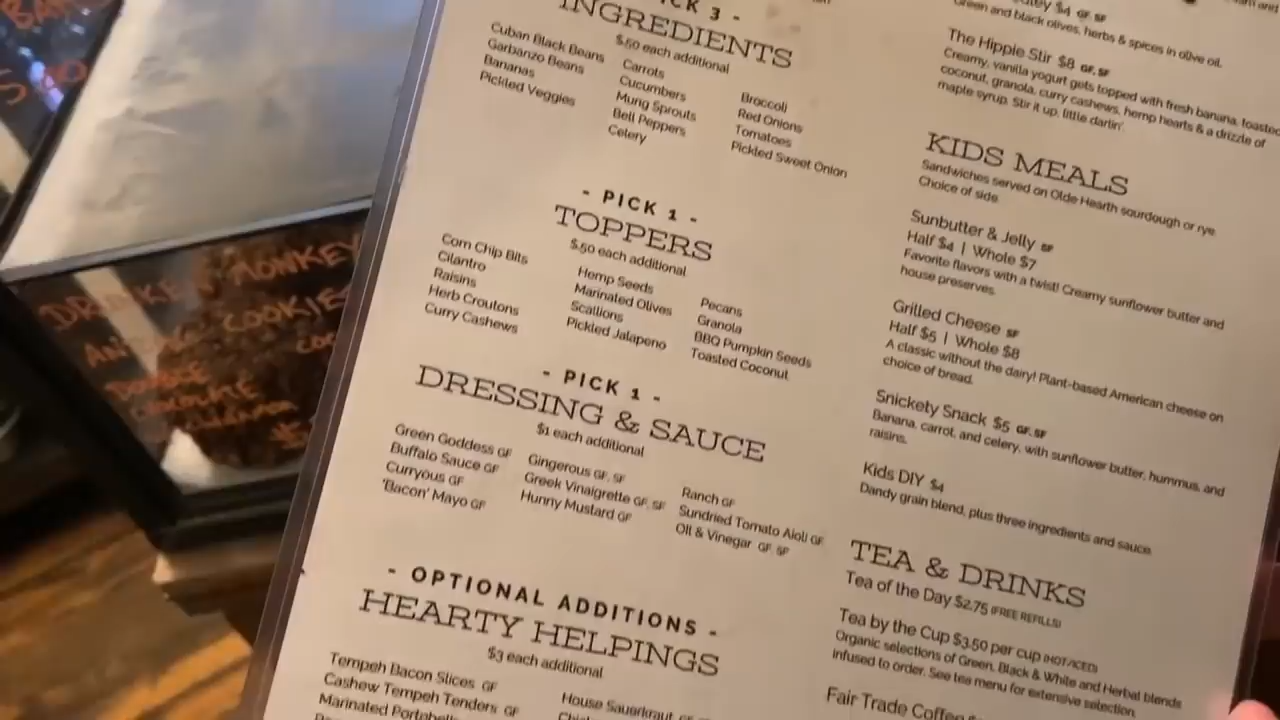 CK 3 -
INGREDIENTS
$.50 each additional
Cuban Black Beans
Garbanzo Beans
Bananas
Pickled Veggies
Carrots
Cucumbers
Mung Sprouts
Bell Peppers
Celery
Broccoli
Red Onions
Tomatoes
Pickled Sweet Onion
- PICK 1 -
TOPPERS
$.50 each additional
Corn Chip Bits
Cilantro
Raisins
Herb Croutons
Curry Cashews
Hemp Seeds
Marinated Olives
Scallions
Pickled Jalapeno
Pecans
Granola
BBQ Pumpkin Seeds
Toasted Coconut
- PICK 1 -
DRESSING & SAUCE
$1 each additional
Green Goddess GF
Buffalo Sauce GF
Curryous GF
'Bacon' Mayo GF
Gingerous GF, SF
Greek Vinaigrette GF, SF
Hunny Mustard GF
Ranch GF
Sundried Tomato Aioli GF
Oil & Vinegar GF SF
- OPTIONAL ADDITIONS -
HEARTY HELPINGS
$3 each additional
Tempeh Bacon Slices GF
Cashew Tempeh Tenders GF
Marinated
House Sauerkraut GF, SF
$4 GF, SF
Green and black olives, herbs & spices in olive oil.
The Hippie Stir $8 GF, SF
Creamy, vanilla yogurt gets topped with fresh banana, toasted
coconut, granola, curry cashews, hemp hearts & a drizzle of
maple syrup. Stir it up, little darlin'.
KIDS MEALS
Sandwiches served on Olde Hearth sourdough or rye.
Choice of side.
Sunbutter & Jelly SF
Half $4 | Whole $7
Favorite flavors with a twist! Creamy sunflower butter and
house preserves.
Grilled Cheese SF
Half $5 | Whole $8
A classic without the dairy! Plant-based American cheese on
choice of bread.
Snickety Snack $5 GF, SF
Banana, carrot, and celery, with sunflower butter, hummus, and
raisins.
Kids DIY $4
Dandy grain blend, plus three ingredients and sauce.
TEA & DRINKS
Tea of the Day $2.75 (FREE REFILLS)
Tea by the Cup $3.50 per cup (HOT/ICED)
Organic selections of Green, Black & White and Herbal blends
infused to order. See tea menu for extensive selection.
Fair Trade Coffee
MONKEY
COOKIE
DOUBLE
CHOCOLATE